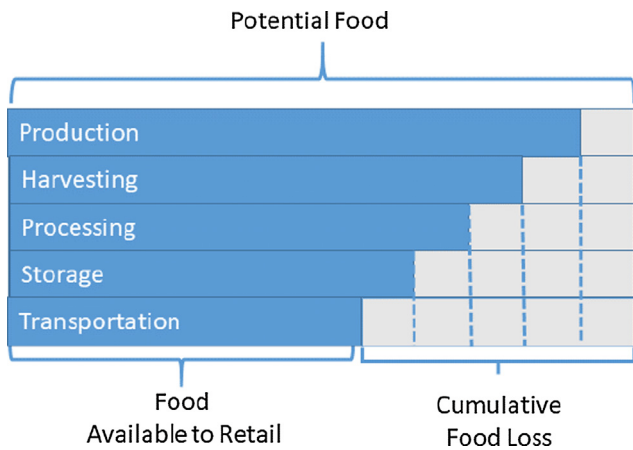 Potential Food
Production
Harvesting
Processing
Storage
Transportation
Food
Available to Retail
Cumulative
Food Loss